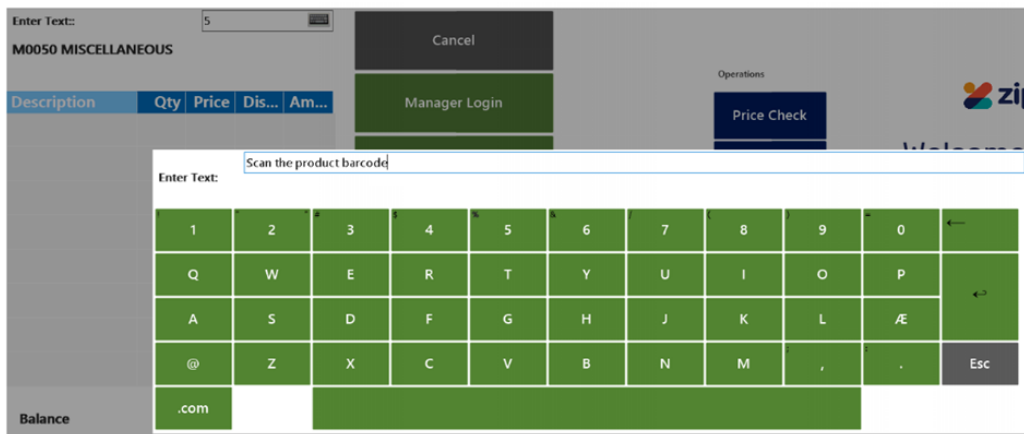 Enter Text::
5
M0050 MISCELLANEOUS
Cancel
Manager Login
Operations
Price Check
zip
Description Qty Price Dis... Am...
Scan the product barcode
Enter Text:
! 1 " 2 ^ # 3 $ 4 % 5 & 6 / 7 ( 8 ) 9 = 0 ←
Q W E R T Y U I O P
A S D F G H J K L Æ
@ Z X C V B N M ; , : . Esc
.com
Balance